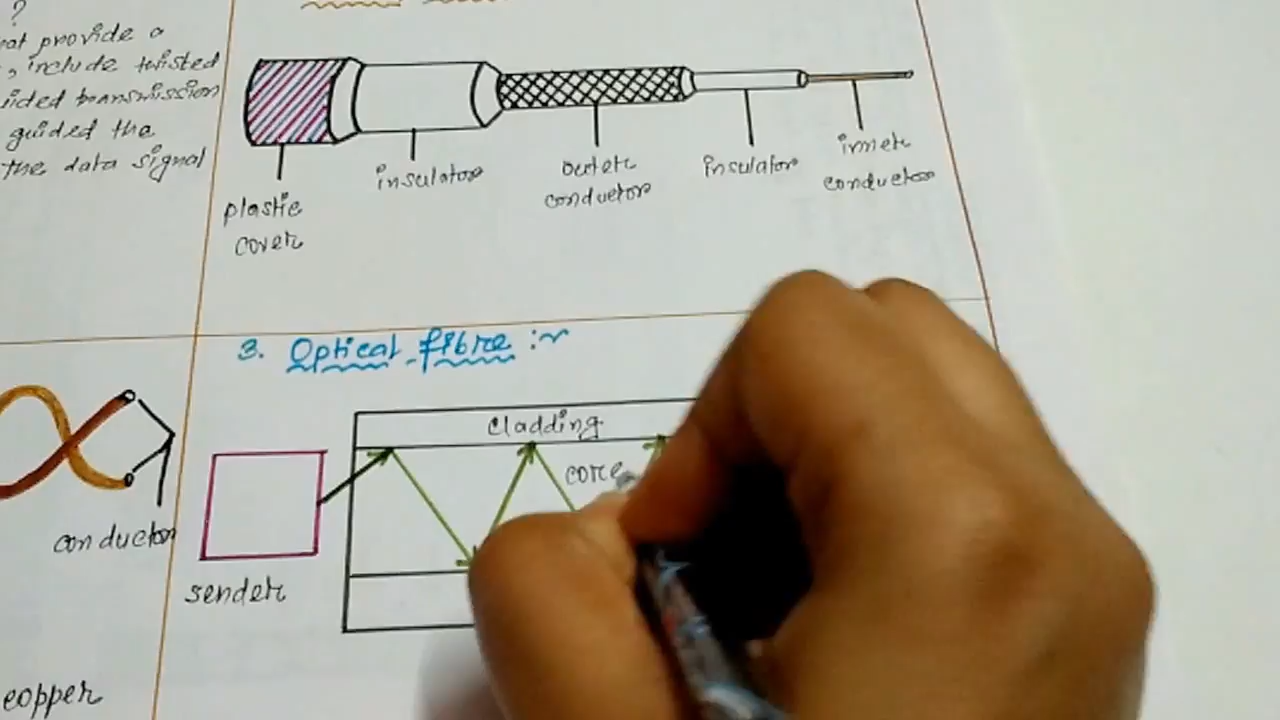 ?
at provide a
, include twisted
ided transmission
guided the
the data signal
plastic
cover
insulator
outer
conductor
insulator
inner
conductor
3. Optical fibre :~
cladding
core
sender
conductor
copper